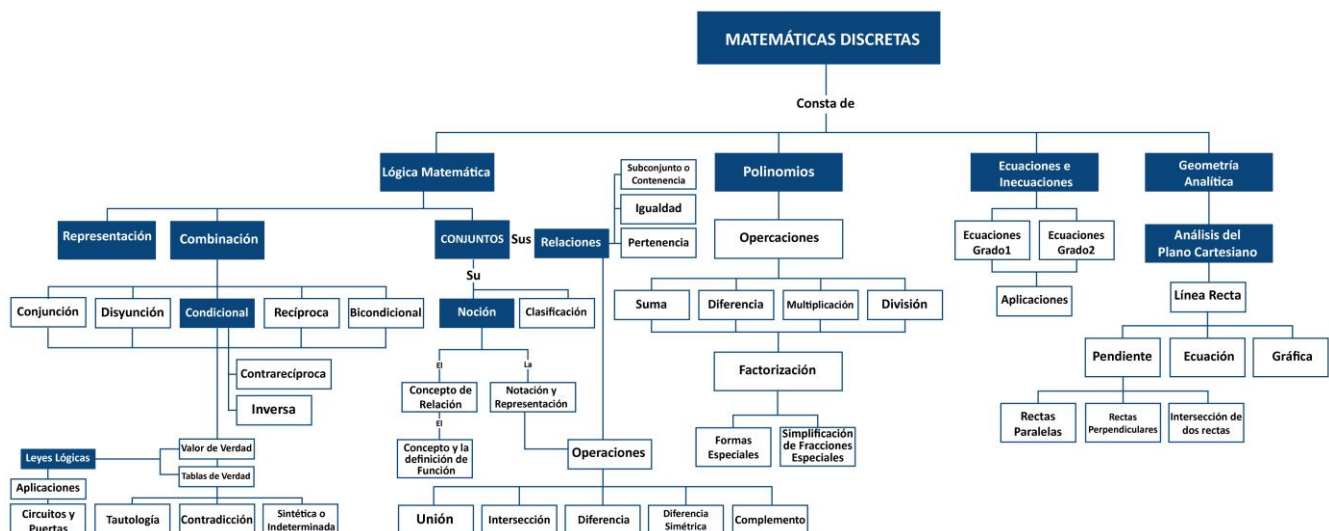 MATEMÁTICAS DISCRETAS
Consta de
Lógica Matemática
Subconjunto o
Contenencia
Igualdad
Pertenencia
Polinomios
Ecuaciones e
Inecuaciones
Geometría
Analítica
Representación
Combinación
CONJUNTOS
Sus
Relaciones
Opercaciones
Ecuaciones
Grado1
Ecuaciones
Grado2
Análisis del
Plano Cartesiano
Su
Conjunción
Disyunción
Condicional
Recíproca
Bicondicional
Noción
Clasificación
Suma
Diferencia
Multiplicación
División
Aplicaciones
Línea Recta
Contrarecíproca
Inversa
El
La
Concepto de
Relación
Notación y
Representación
Factorización
Pendiente
Ecuación
Gráfica
El
Concepto y la
definición de
Función
Operaciones
Formas
Especiales
Simplificación
de Fracciones
Especiales
Rectas
Paralelas
Rectas
Perpendiculares
Intersección de
dos rectas
Leyes Lógicas
Valor de Verdad
Tablas de Verdad
Aplicaciones
Circuitos y
Puertas
Tautología
Contradicción
Sintética o
Indeterminada
Unión
Intersección
Diferencia
Diferencia
Simétrica
Complemento